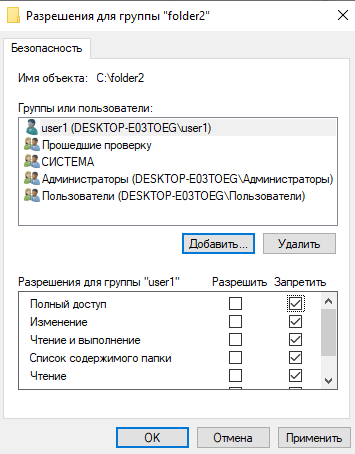 Разрешения для группы "folder2"
Безопасность
Имя объекта: C:\folder2
Группы или пользователи:
user1 (DESKTOP-E03TOEG\user1)
Прошедшие проверку
СИСТЕМА
Администраторы (DESKTOP-E03TOEG\Администраторы)
Пользователи (DESKTOP-E03TOEG\Пользователи)
Добавить... Удалить
Разрешения для группы "user1" Разрешить Запретить
Полный доступ
Изменение
Чтение и выполнение
Список содержимого папки
Чтение
OK Отмена Применить